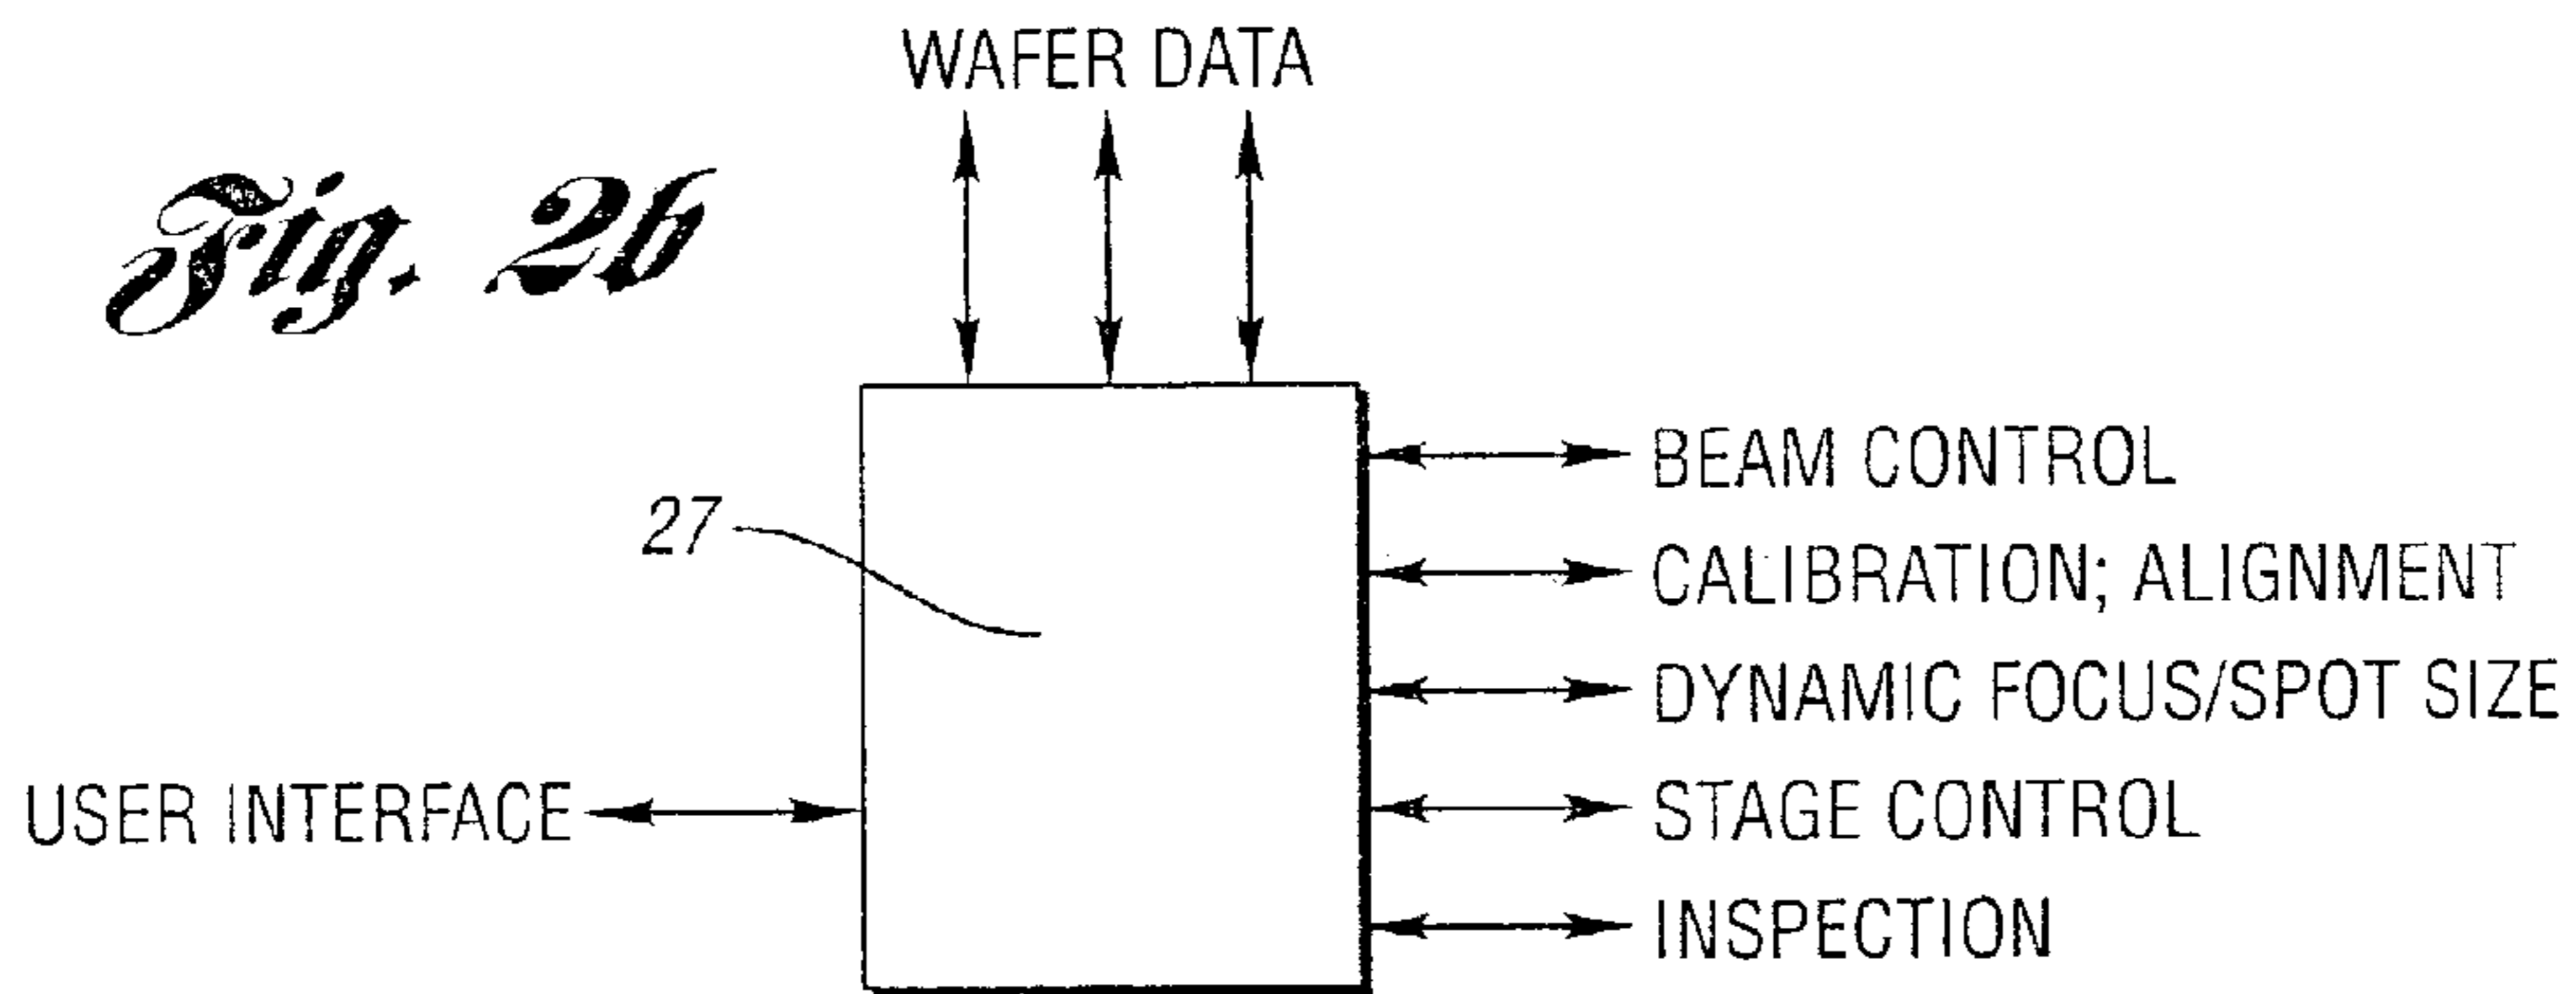 WAFER DATA
Fig. 2b
BEAM CONTROL
27
CALIBRATION; ALIGNMENT
DYNAMIC FOCUS/SPOT SIZE
USER INTERFACE
STAGE CONTROL
INSPECTION